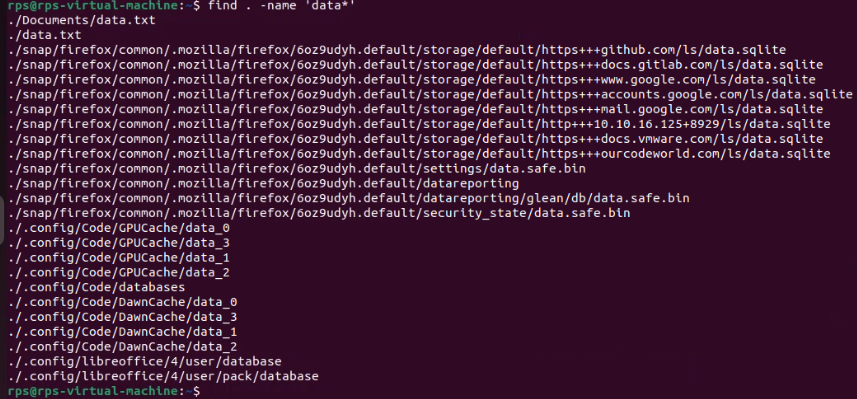 rps@rps-virtual-machine:~$ find . -name 'data*'
./Documents/data.txt
./data.txt
./snap/firefox/common/.mozilla/firefox/6oz9udyh.default/storage/default/https+++github.com/ls/data.sqlite
./snap/firefox/common/.mozilla/firefox/6oz9udyh.default/storage/default/https+++docs.gitlab.com/ls/data.sqlite
./snap/firefox/common/.mozilla/firefox/6oz9udyh.default/storage/default/https+++www.google.com/ls/data.sqlite
./snap/firefox/common/.mozilla/firefox/6oz9udyh.default/storage/default/https+++accounts.google.com/ls/data.sqlite
./snap/firefox/common/.mozilla/firefox/6oz9udyh.default/storage/default/https+++mail.google.com/ls/data.sqlite
./snap/firefox/common/.mozilla/firefox/6oz9udyh.default/storage/default/http+++10.10.16.125+8929/ls/data.sqlite
./snap/firefox/common/.mozilla/firefox/6oz9udyh.default/storage/default/https+++docs.vmware.com/ls/data.sqlite
./snap/firefox/common/.mozilla/firefox/6oz9udyh.default/storage/default/https+++ourcodeworld.com/ls/data.sqlite
./snap/firefox/common/.mozilla/firefox/6oz9udyh.default/settings/data.safe.bin
./snap/firefox/common/.mozilla/firefox/6oz9udyh.default/datareporting
./snap/firefox/common/.mozilla/firefox/6oz9udyh.default/datareporting/glean/db/data.safe.bin
./snap/firefox/common/.mozilla/firefox/6oz9udyh.default/security_state/data.safe.bin
./.config/Code/GPUCache/data_0
./.config/Code/GPUCache/data_3
./.config/Code/GPUCache/data_1
./.config/Code/GPUCache/data_2
./.config/Code/databases
./.config/Code/DawnCache/data_0
./.config/Code/DawnCache/data_3
./.config/Code/DawnCache/data_1
./.config/Code/DawnCache/data_2
./.config/libreoffice/4/user/database
./.config/libreoffice/4/user/pack/database
rps@rps-virtual-machine:~$